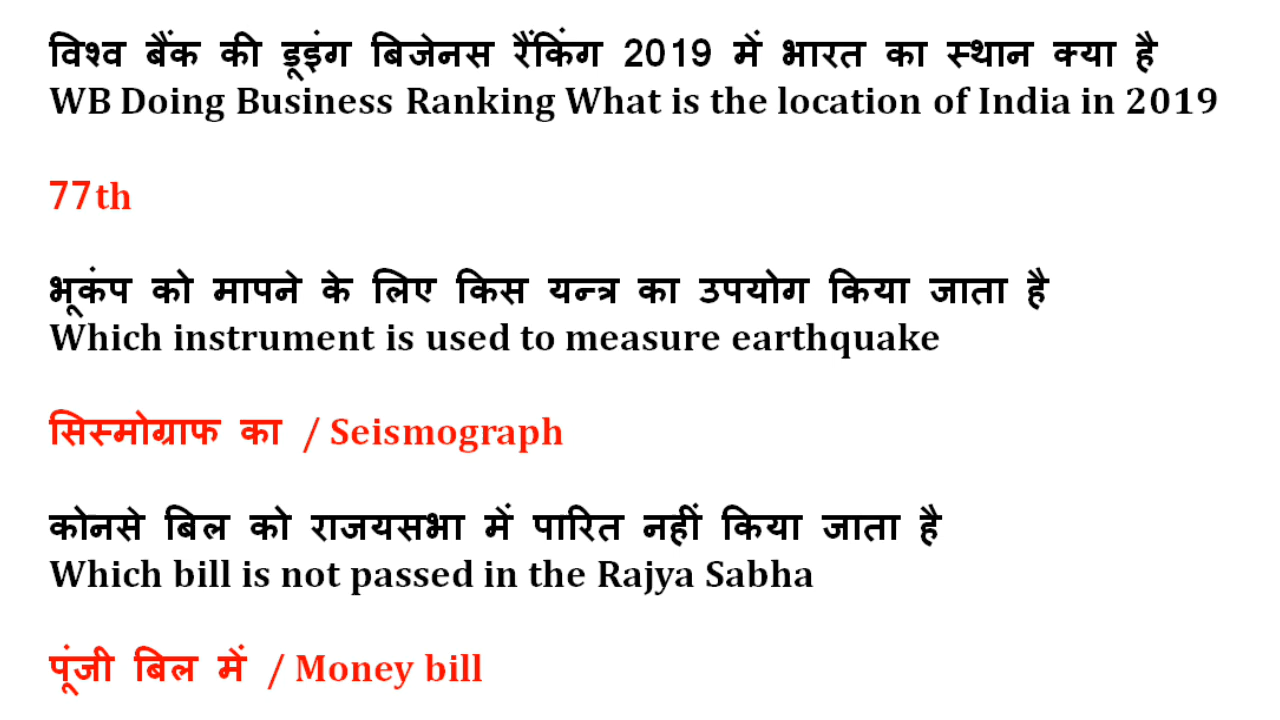 विश्व बैंक की डूइंग बिजेनस रैंकिंग 2019 में भारत का स्थान क्या है
WB Doing Business Ranking What is the location of India in 2019
77th
भूकंप को मापने के लिए किस यन्त्र का उपयोग किया जाता है
Which instrument is used to measure earthquake
सिस्मोग्राफ का / Seismograph
कोनसे बिल को राजयसभा में पारित नहीं किया जाता है
Which bill is not passed in the Rajya Sabha
पूंजी बिल में / Money bill